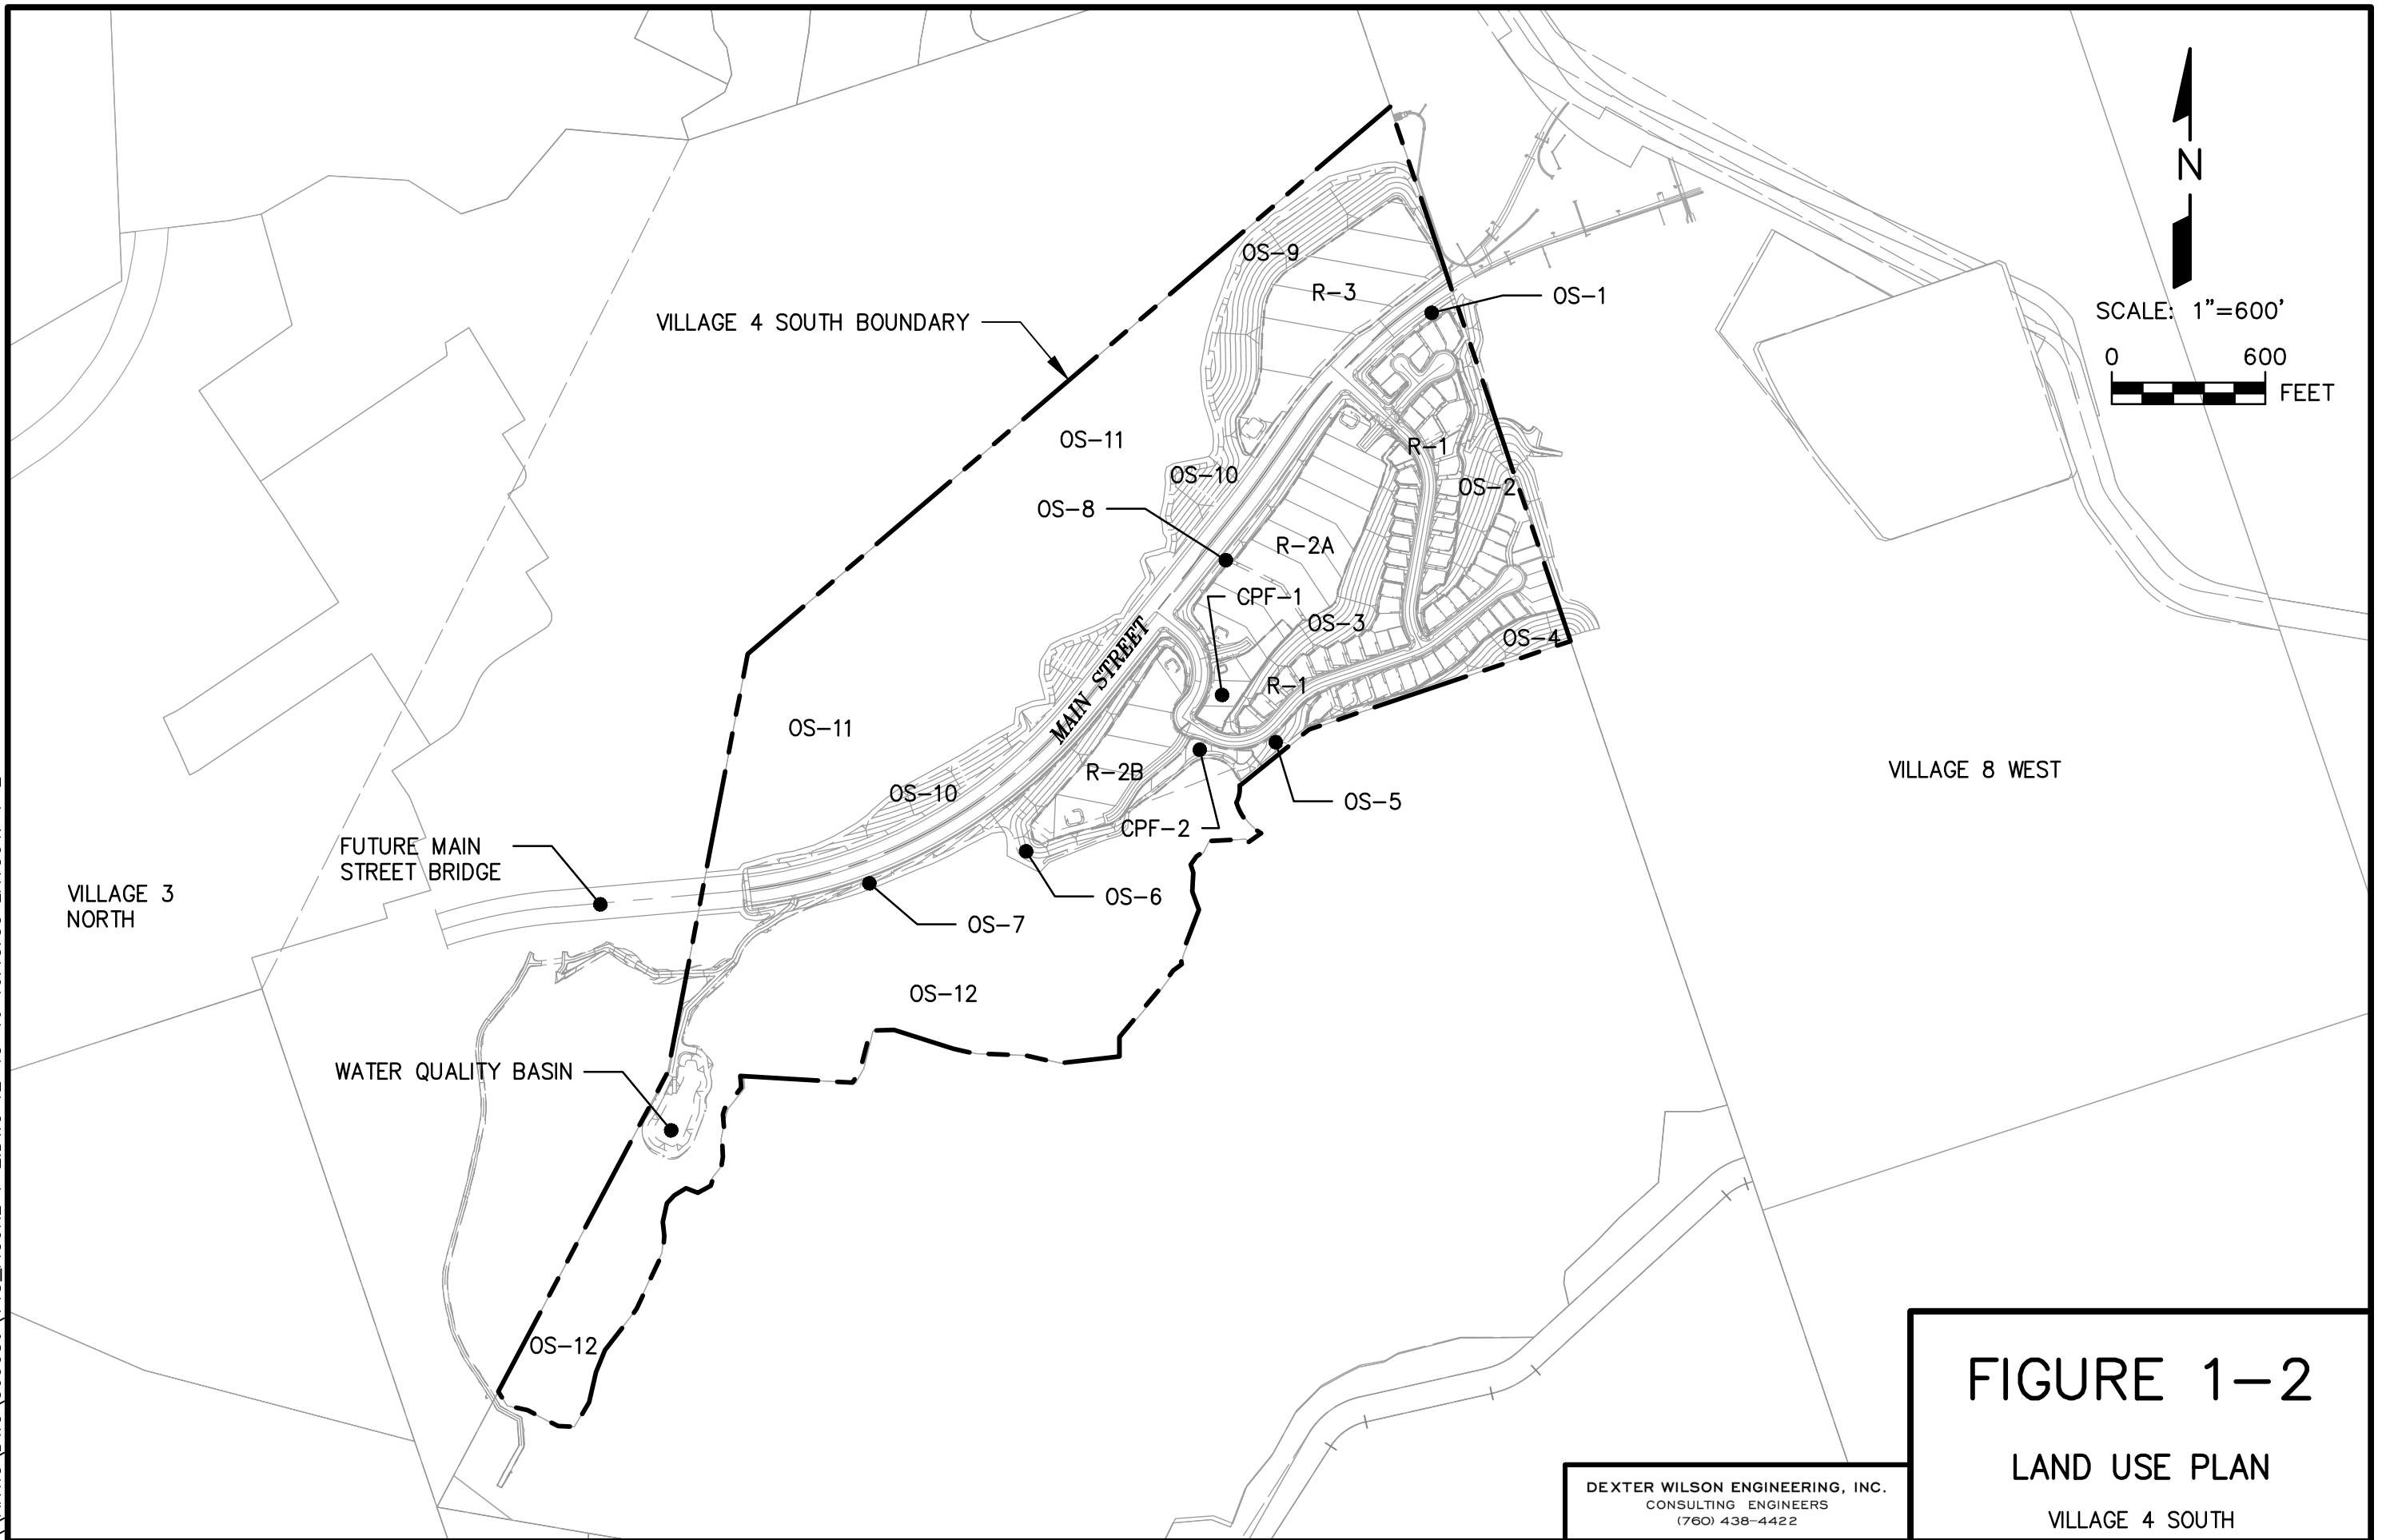 N
SCALE: 1"=600'
0 600
FEET
OS-9
R-3
OS-1
VILLAGE 4 SOUTH BOUNDARY
OS-11
R-1
OS-10
OS-2
OS-8
R-2A
CPF-1
OS-3
OS-4
MAIN STREET
R-1
OS-11
R-2B
VILLAGE 8 WEST
OS-10
OS-5
CPF-2
FUTURE MAIN
STREET BRIDGE
VILLAGE 3
NORTH
OS-6
OS-7
OS-12
WATER QUALITY BASIN
OS-12
FIGURE 1-2
LAND USE PLAN
VILLAGE 4 SOUTH
DEXTER WILSON ENGINEERING, INC.
CONSULTING ENGINEERS
(760) 438-4422